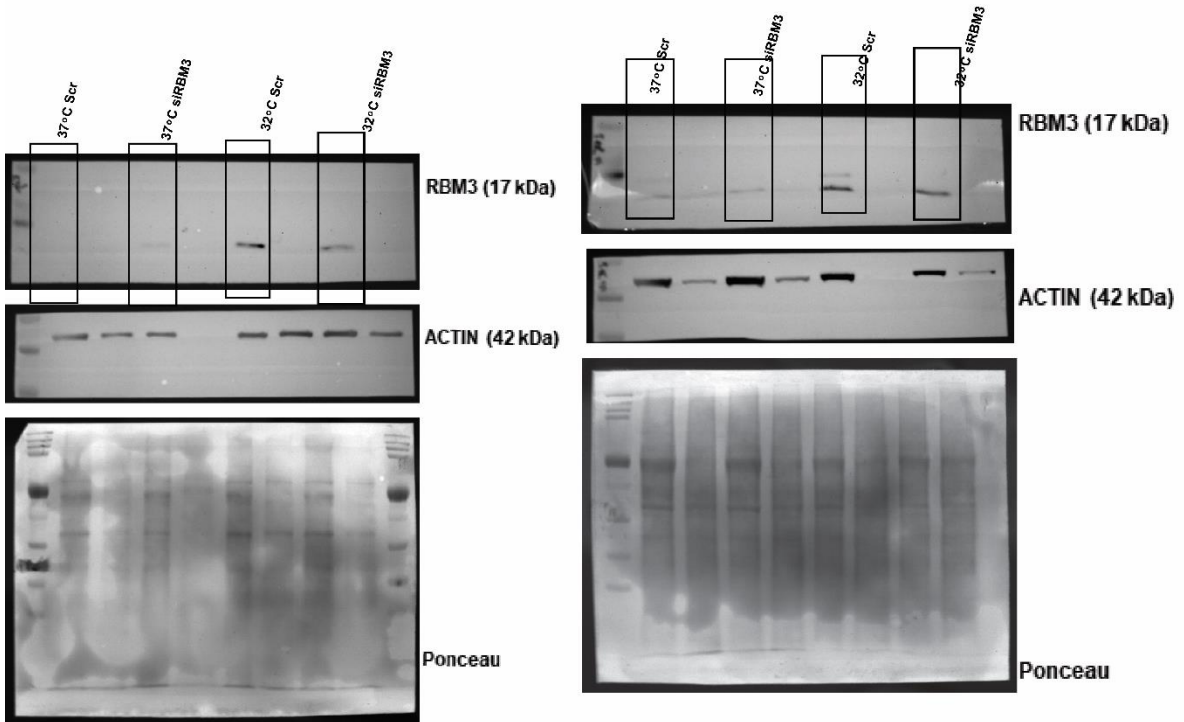 37°C Scr
37°C siRBM3
32°C Scr
32°C siRBM3
RBM3 (17 kDa)
ACTIN (42 kDa)
Ponceau
37°C Scr
37°C siRBM3
32°C Scr
32°C siRBM3
RBM3 (17 kDa)
ACTIN (42 kDa)
Ponceau